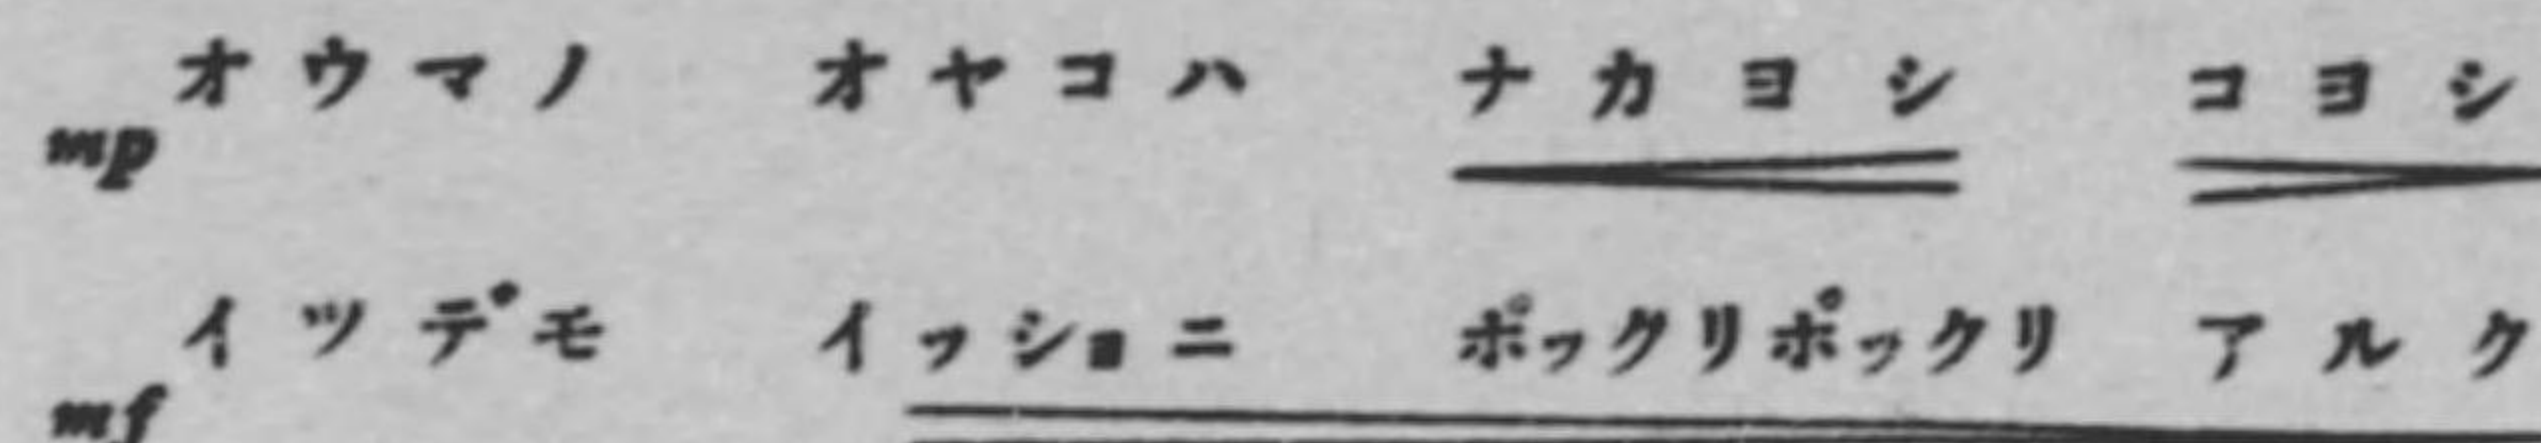 オウマノ オヤコハ ナカヨシ コヨシ
mp
イツデモ イッショニ ポックリポックリ アルク
mf